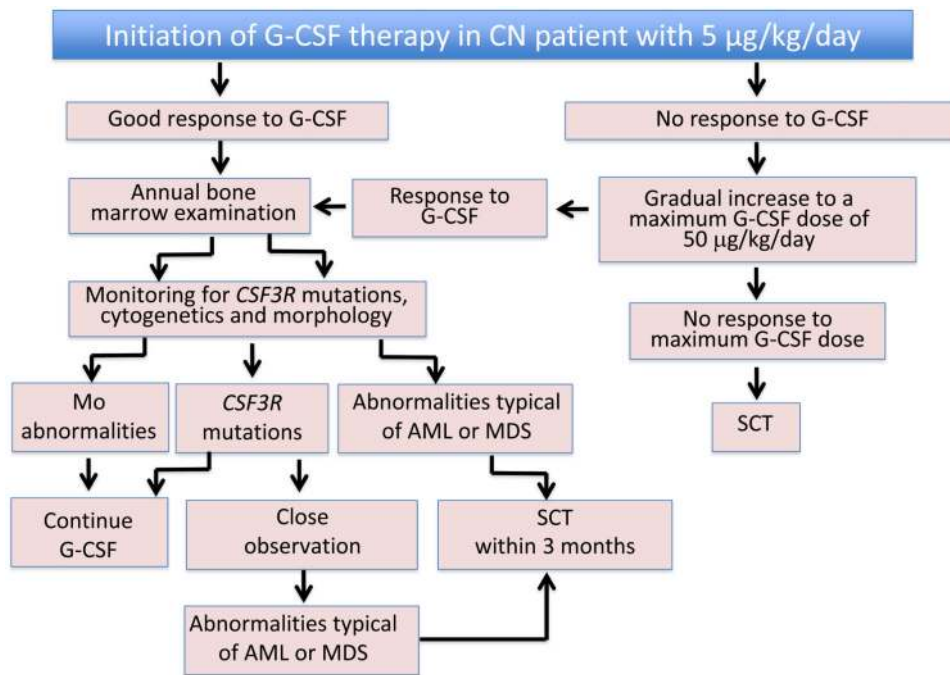 Initiation of G-CSF therapy in CN patient with 5 μg/kg/day
Good response to G-CSF
No response to G-CSF
Annual bone
marrow examination
Response to
G-CSF
Gradual increase to a
maximum G-CSF dose of
50 μg/kg/day
Monitoring for CSF3R mutations,
cytogenetics and morphology
No response to
maximum G-CSF dose
Mo
abnormalities
CSF3R
mutations
Abnormalities typical
of AML or MDS
SCT
Continue
G-CSF
Close
observation
SCT
within 3 months
Abnormalities typical
of AML or MDS